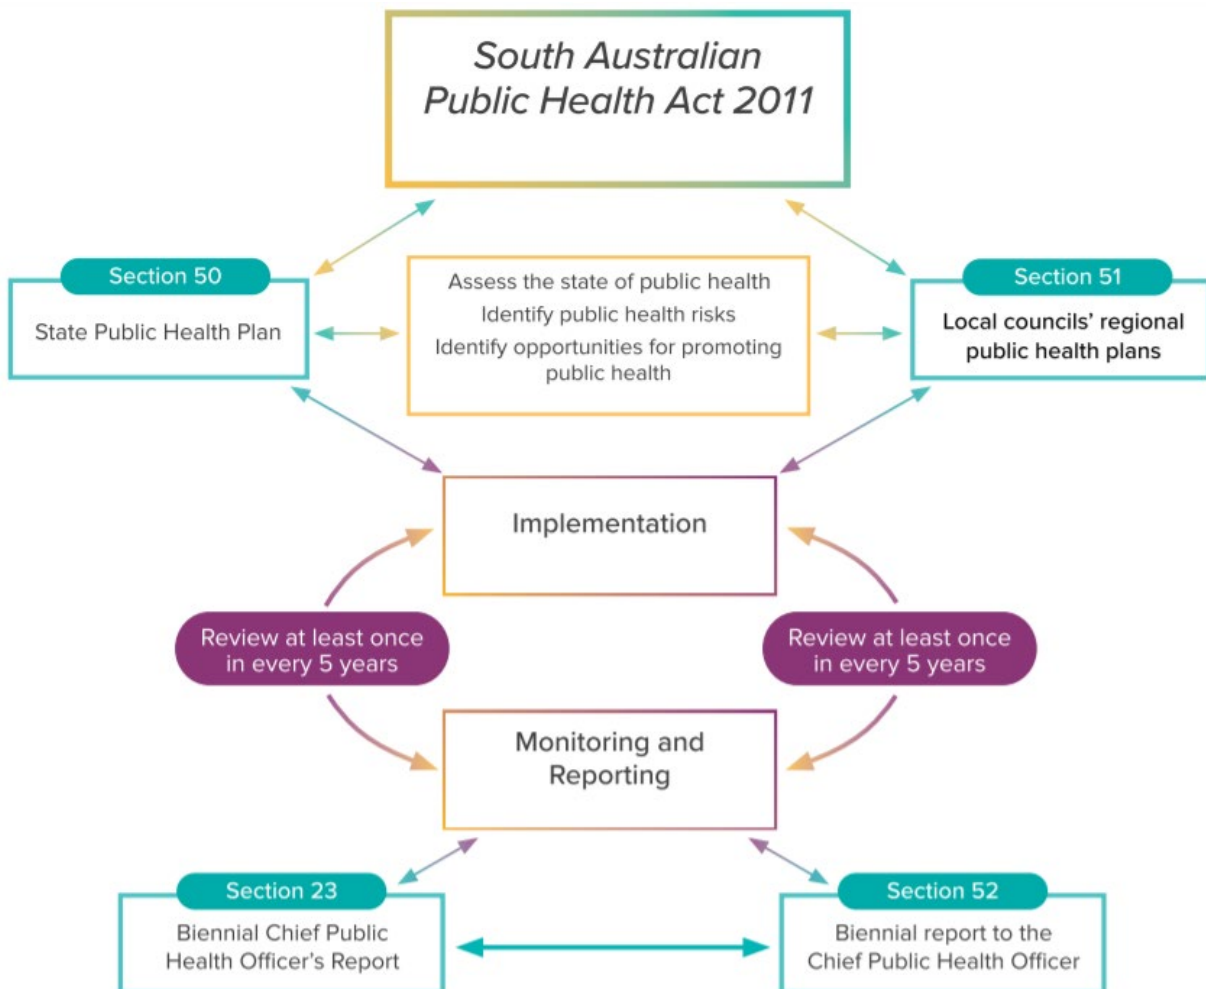 South Australian
Public Health Act 2011
Section 50
State Public Health Plan
Assess the state of public health
Identify public health risks
Identify opportunities for promoting
public health
Section 51
Local councils’ regional
public health plans
Implementation
Review at least once
in every 5 years
Review at least once
in every 5 years
Monitoring and
Reporting
Section 23
Biennial Chief Public
Health Officer’s Report
Section 52
Biennial report to the
Chief Public Health Officer